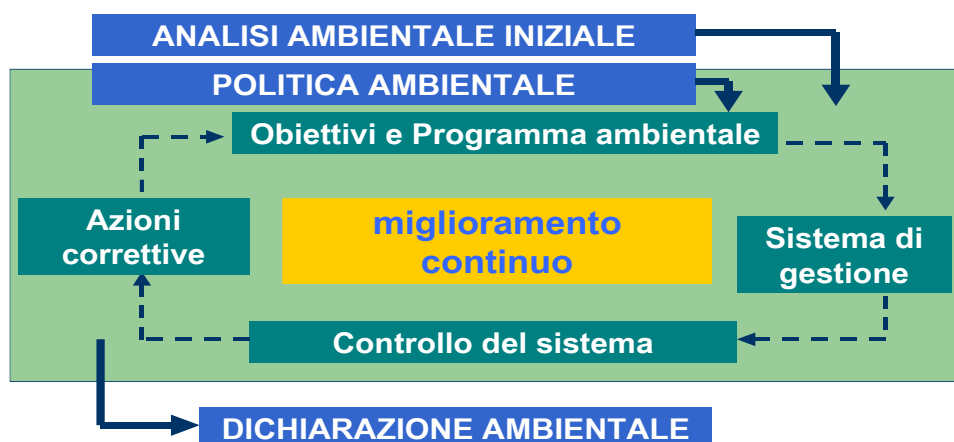 ANALISI AMBIENTALE INIZIALE
POLITICA AMBIENTALE
Obiettivi e Programma ambientale
Azioni
correttive
miglioramento
continuo
Sistema di
gestione
Controllo del sistema
DICHIARAZIONE AMBIENTALE